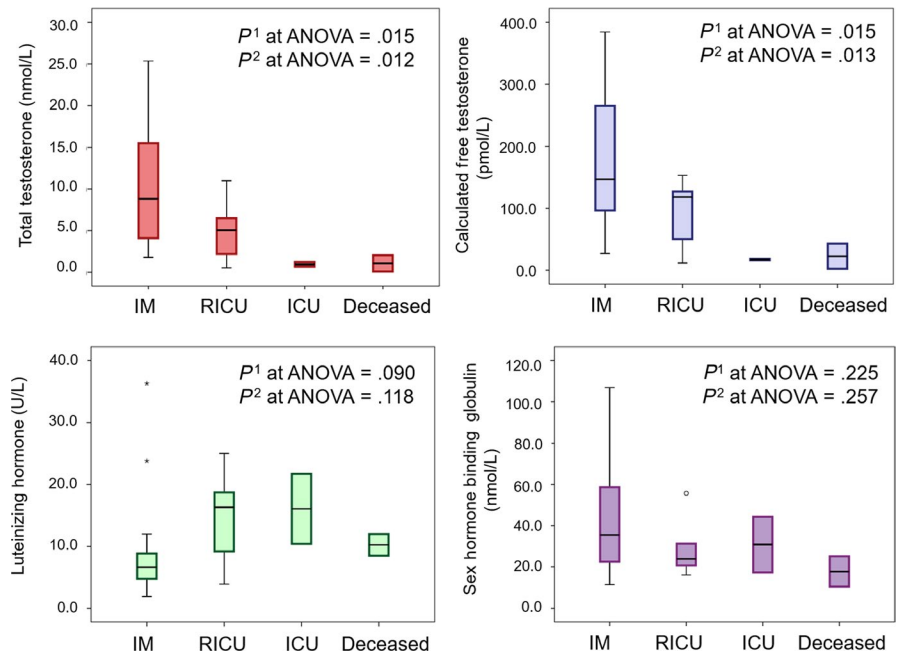 Total testosterone (nmol/L)
30.0
25.0
20.0
15.0
10.0
5.0
0.0
P¹ at ANOVA = .015
P² at ANOVA = .012
IM RICU ICU Deceased
Calculated free testosterone
(pmol/L)
400.0
300.0
200.0
100.0
0.0
P¹ at ANOVA = .015
P² at ANOVA = .013
IM RICU ICU Deceased
Luteinizing hormone (U/L)
40.0
30.0
20.0
10.0
0.0
P¹ at ANOVA = .090
P² at ANOVA = .118
IM RICU ICU Deceased
Sex hormone binding globulin
(nmol/L)
120.0
100.0
80.0
60.0
40.0
20.0
0.0
P¹ at ANOVA = .225
P² at ANOVA = .257
IM RICU ICU Deceased